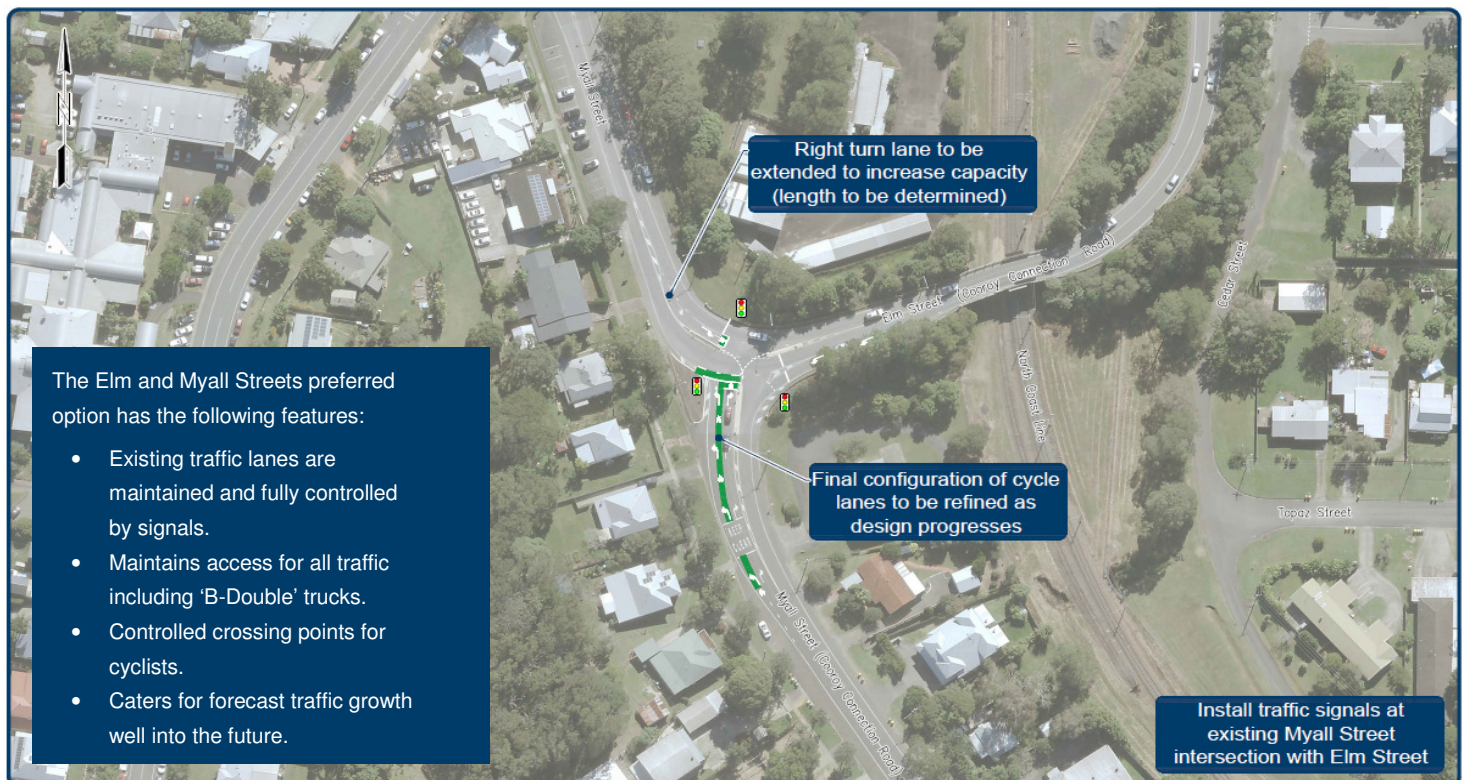 N
Myall Street
Right turn lane to be
extended to increase capacity
(length to be determined)
Elm Street (Cooroy Connection Road)
Cedar Street
North Coast Line
The Elm and Myall Streets preferred
option has the following features:
• Existing traffic lanes are
maintained and fully controlled
by signals.
• Maintains access for all traffic
including ‘B-Double’ trucks.
• Controlled crossing points for
cyclists.
• Caters for forecast traffic growth
well into the future.
Final configuration of cycle
lanes to be refined as
design progresses
Topaz Street
KEEP
CLEAR
Myall Street (Cooroy Connection Road)
Install traffic signals at
existing Myall Street
intersection with Elm Street